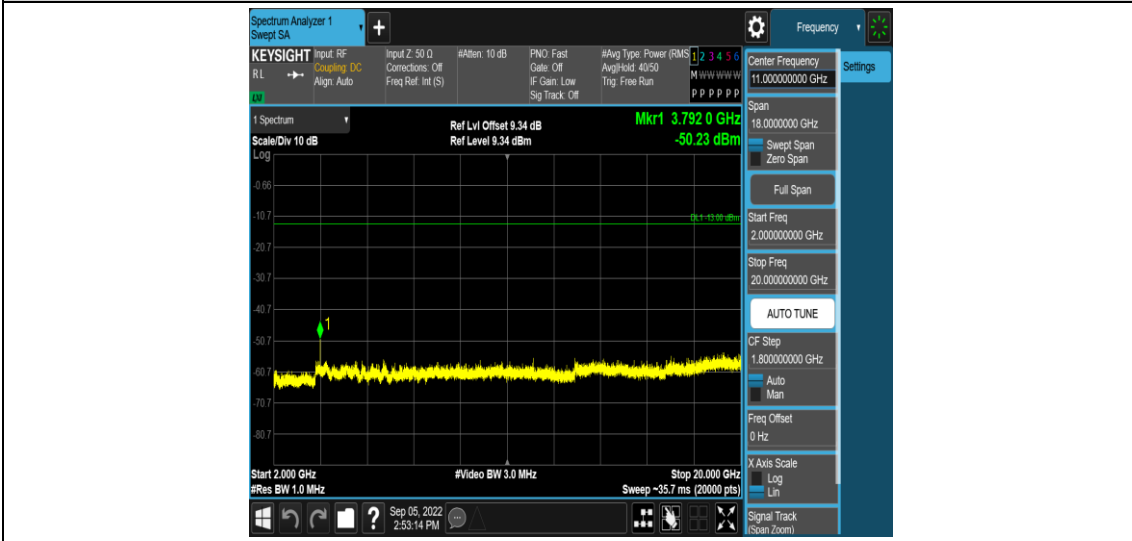 Spectrum Analyzer 1
Swept SA
+
Frequency
KEYSIGHT
RL
LXI
Input: RF
Coupling: DC
Align: Auto
Input Z: 50 Ω
Corrections: Off
Freq Ref: Int (S)
#Atten: 10 dB
PNO: Fast
Gate: Off
IF Gain: Low
Sig Track: Off
#Avg Type: Power (RMS
Avg|Hold: 40/50
Trig: Free Run
1 2 3 4 5 6
M W W W W W
P P P P P P
1 Spectrum
Scale/Div 10 dB
Log
Ref Lvl Offset 9.34 dB
Ref Level 9.34 dBm
Mkr1 3.792 0 GHz
-50.23 dBm
-0.66
-10.7
DL1 -13.00 dBm
-20.7
-30.7
-40.7
1
-50.7
-60.7
-70.7
-80.7
Start 2.000 GHz
#Res BW 1.0 MHz
#Video BW 3.0 MHz
Stop 20.000 GHz
Sweep ~35.7 ms (20000 pts)
?
Sep 05, 2022
2:53:14 PM
Center Frequency
11.000000000 GHz
Settings
Span
18.0000000 GHz
Swept Span
Zero Span
Full Span
Start Freq
2.000000000 GHz
Stop Freq
20.000000000 GHz
AUTO TUNE
CF Step
1.800000000 GHz
Auto
Man
Freq Offset
0 Hz
X Axis Scale
Log
Lin
Signal Track
(Span Zoom)